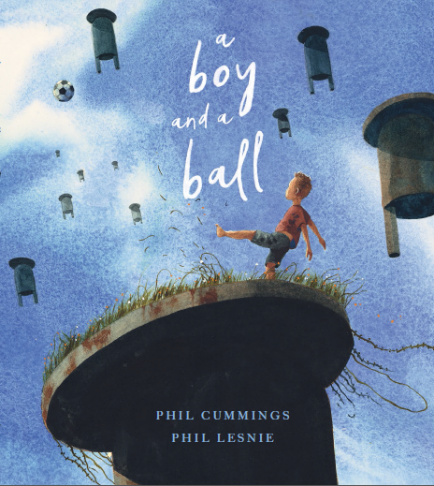 a
boy
and a
ball
PHIL CUMMINGS
PHIL LESNIE